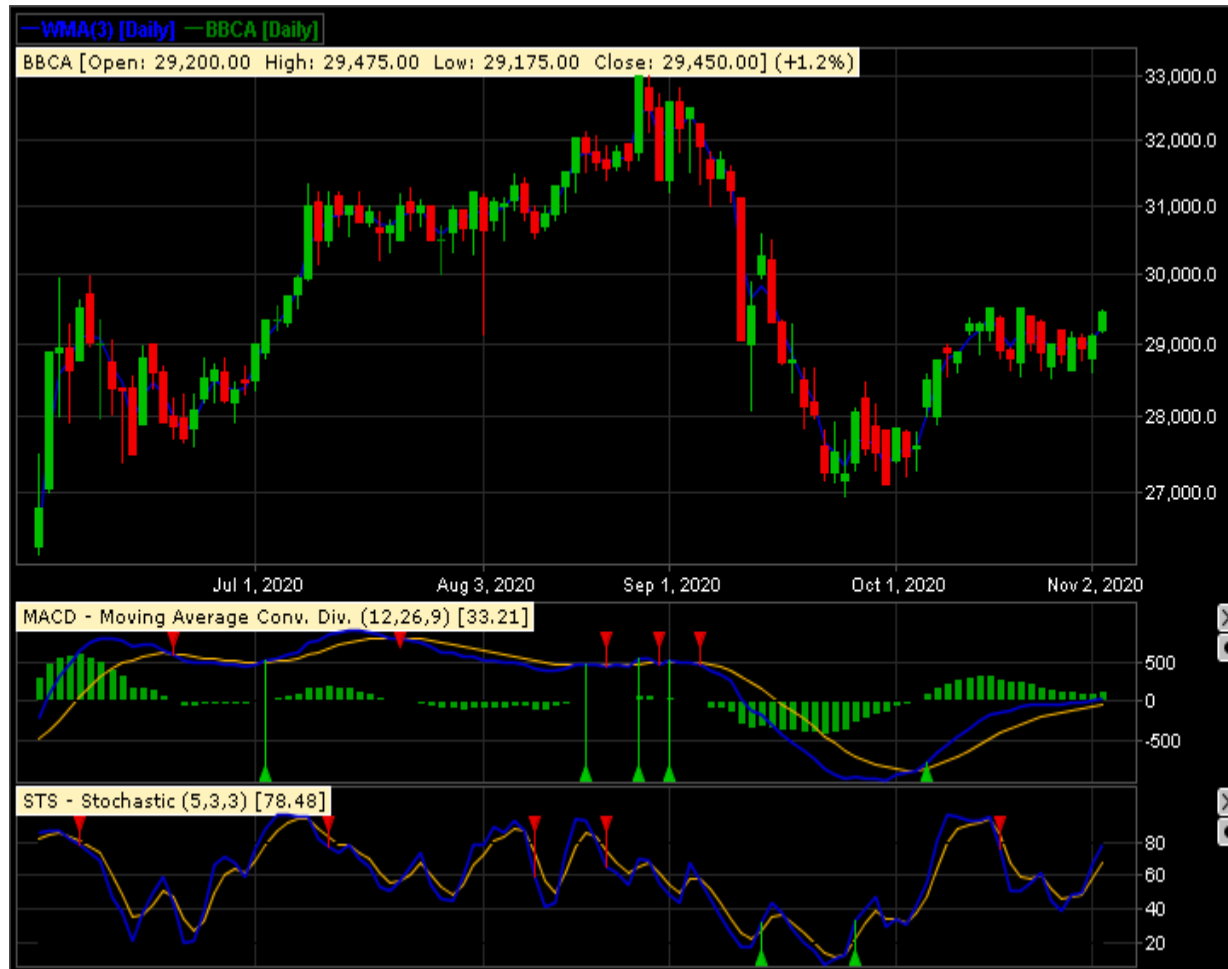 WMA(3) [Daily] BBCA [Daily]
BBCA [Open: 29,200.00 High: 29,475.00 Low: 29,175.00 Close: 29,450.00] (+1.2%)
33,000.0
32,000.0
31,000.0
30,000.0
29,000.0
28,000.0
27,000.0
Jul 1, 2020 Aug 3, 2020 Sep 1, 2020 Oct 1, 2020 Nov 2, 2020
MACD - Moving Average Conv. Div. (12,26,9) [33.21]
500
0
-500
STS - Stochastic (5,3,3) [78.48]
80
60
40
20